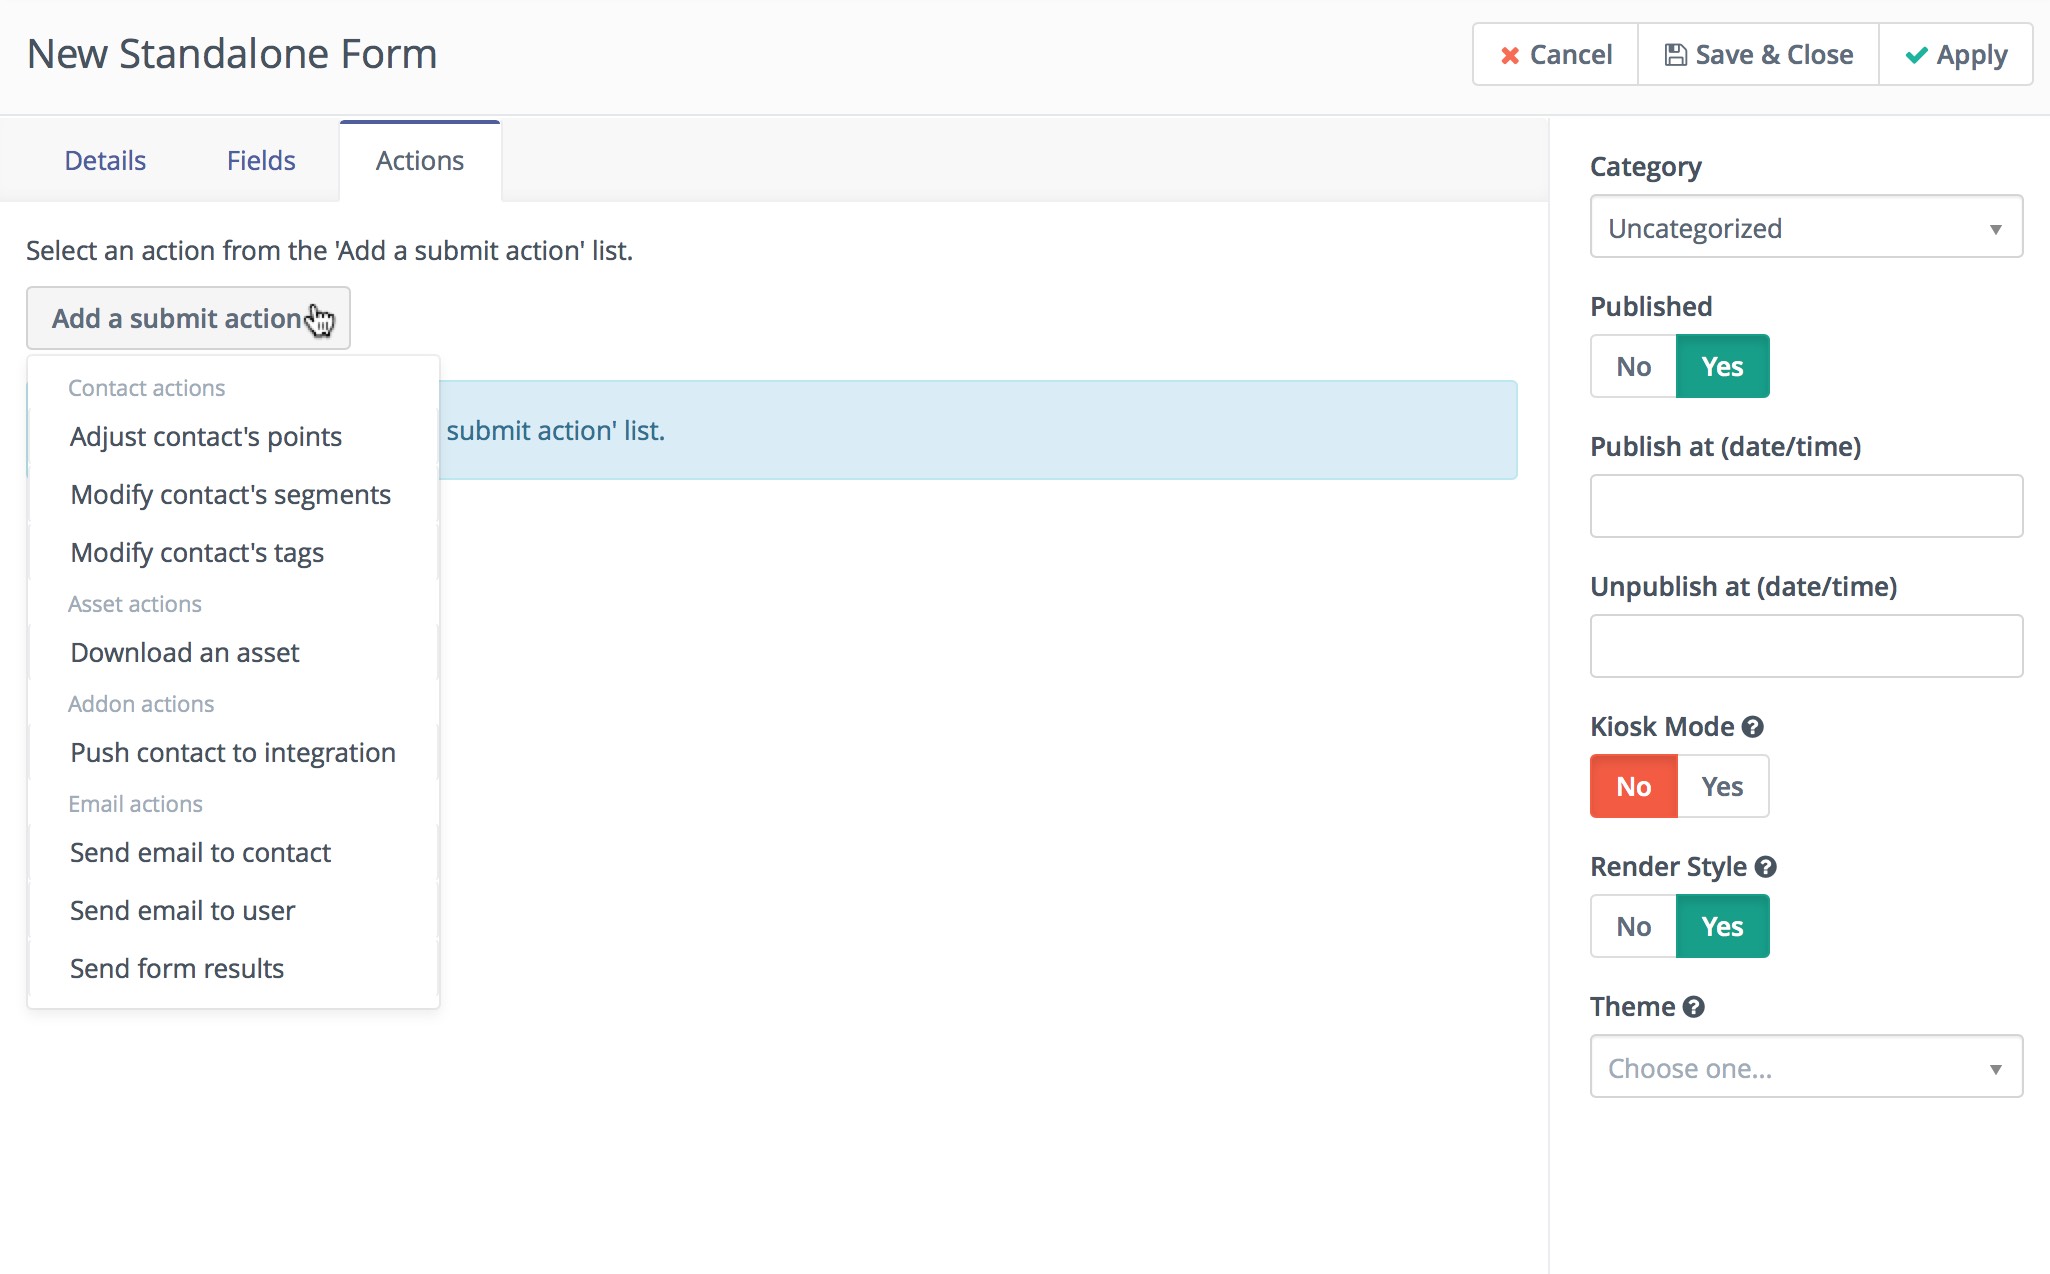 New Standalone Form
Cancel
Save & Close
Apply
Details
Fields
Actions
Select an action from the 'Add a submit action' list.
Add a submit action
Contact actions
Adjust contact's points
Modify contact's segments
Modify contact's tags
Asset actions
Download an asset
Addon actions
Push contact to integration
Email actions
Send email to contact
Send email to user
Send form results
submit action' list.
Category
Uncategorized
Published
No Yes
Publish at (date/time)
Unpublish at (date/time)
Kiosk Mode ?
No Yes
Render Style ?
No Yes
Theme ?
Choose one...